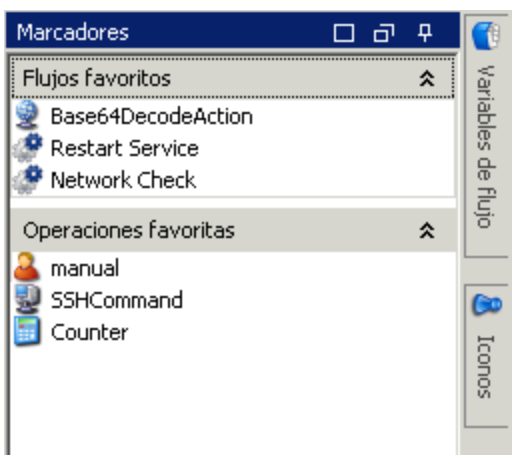 Marcadores
Flujos favoritos
Base64DecodeAction
Restart Service
Network Check
Operaciones favoritas
manual
SSHCommand
Counter
Variables de flujo
Iconos